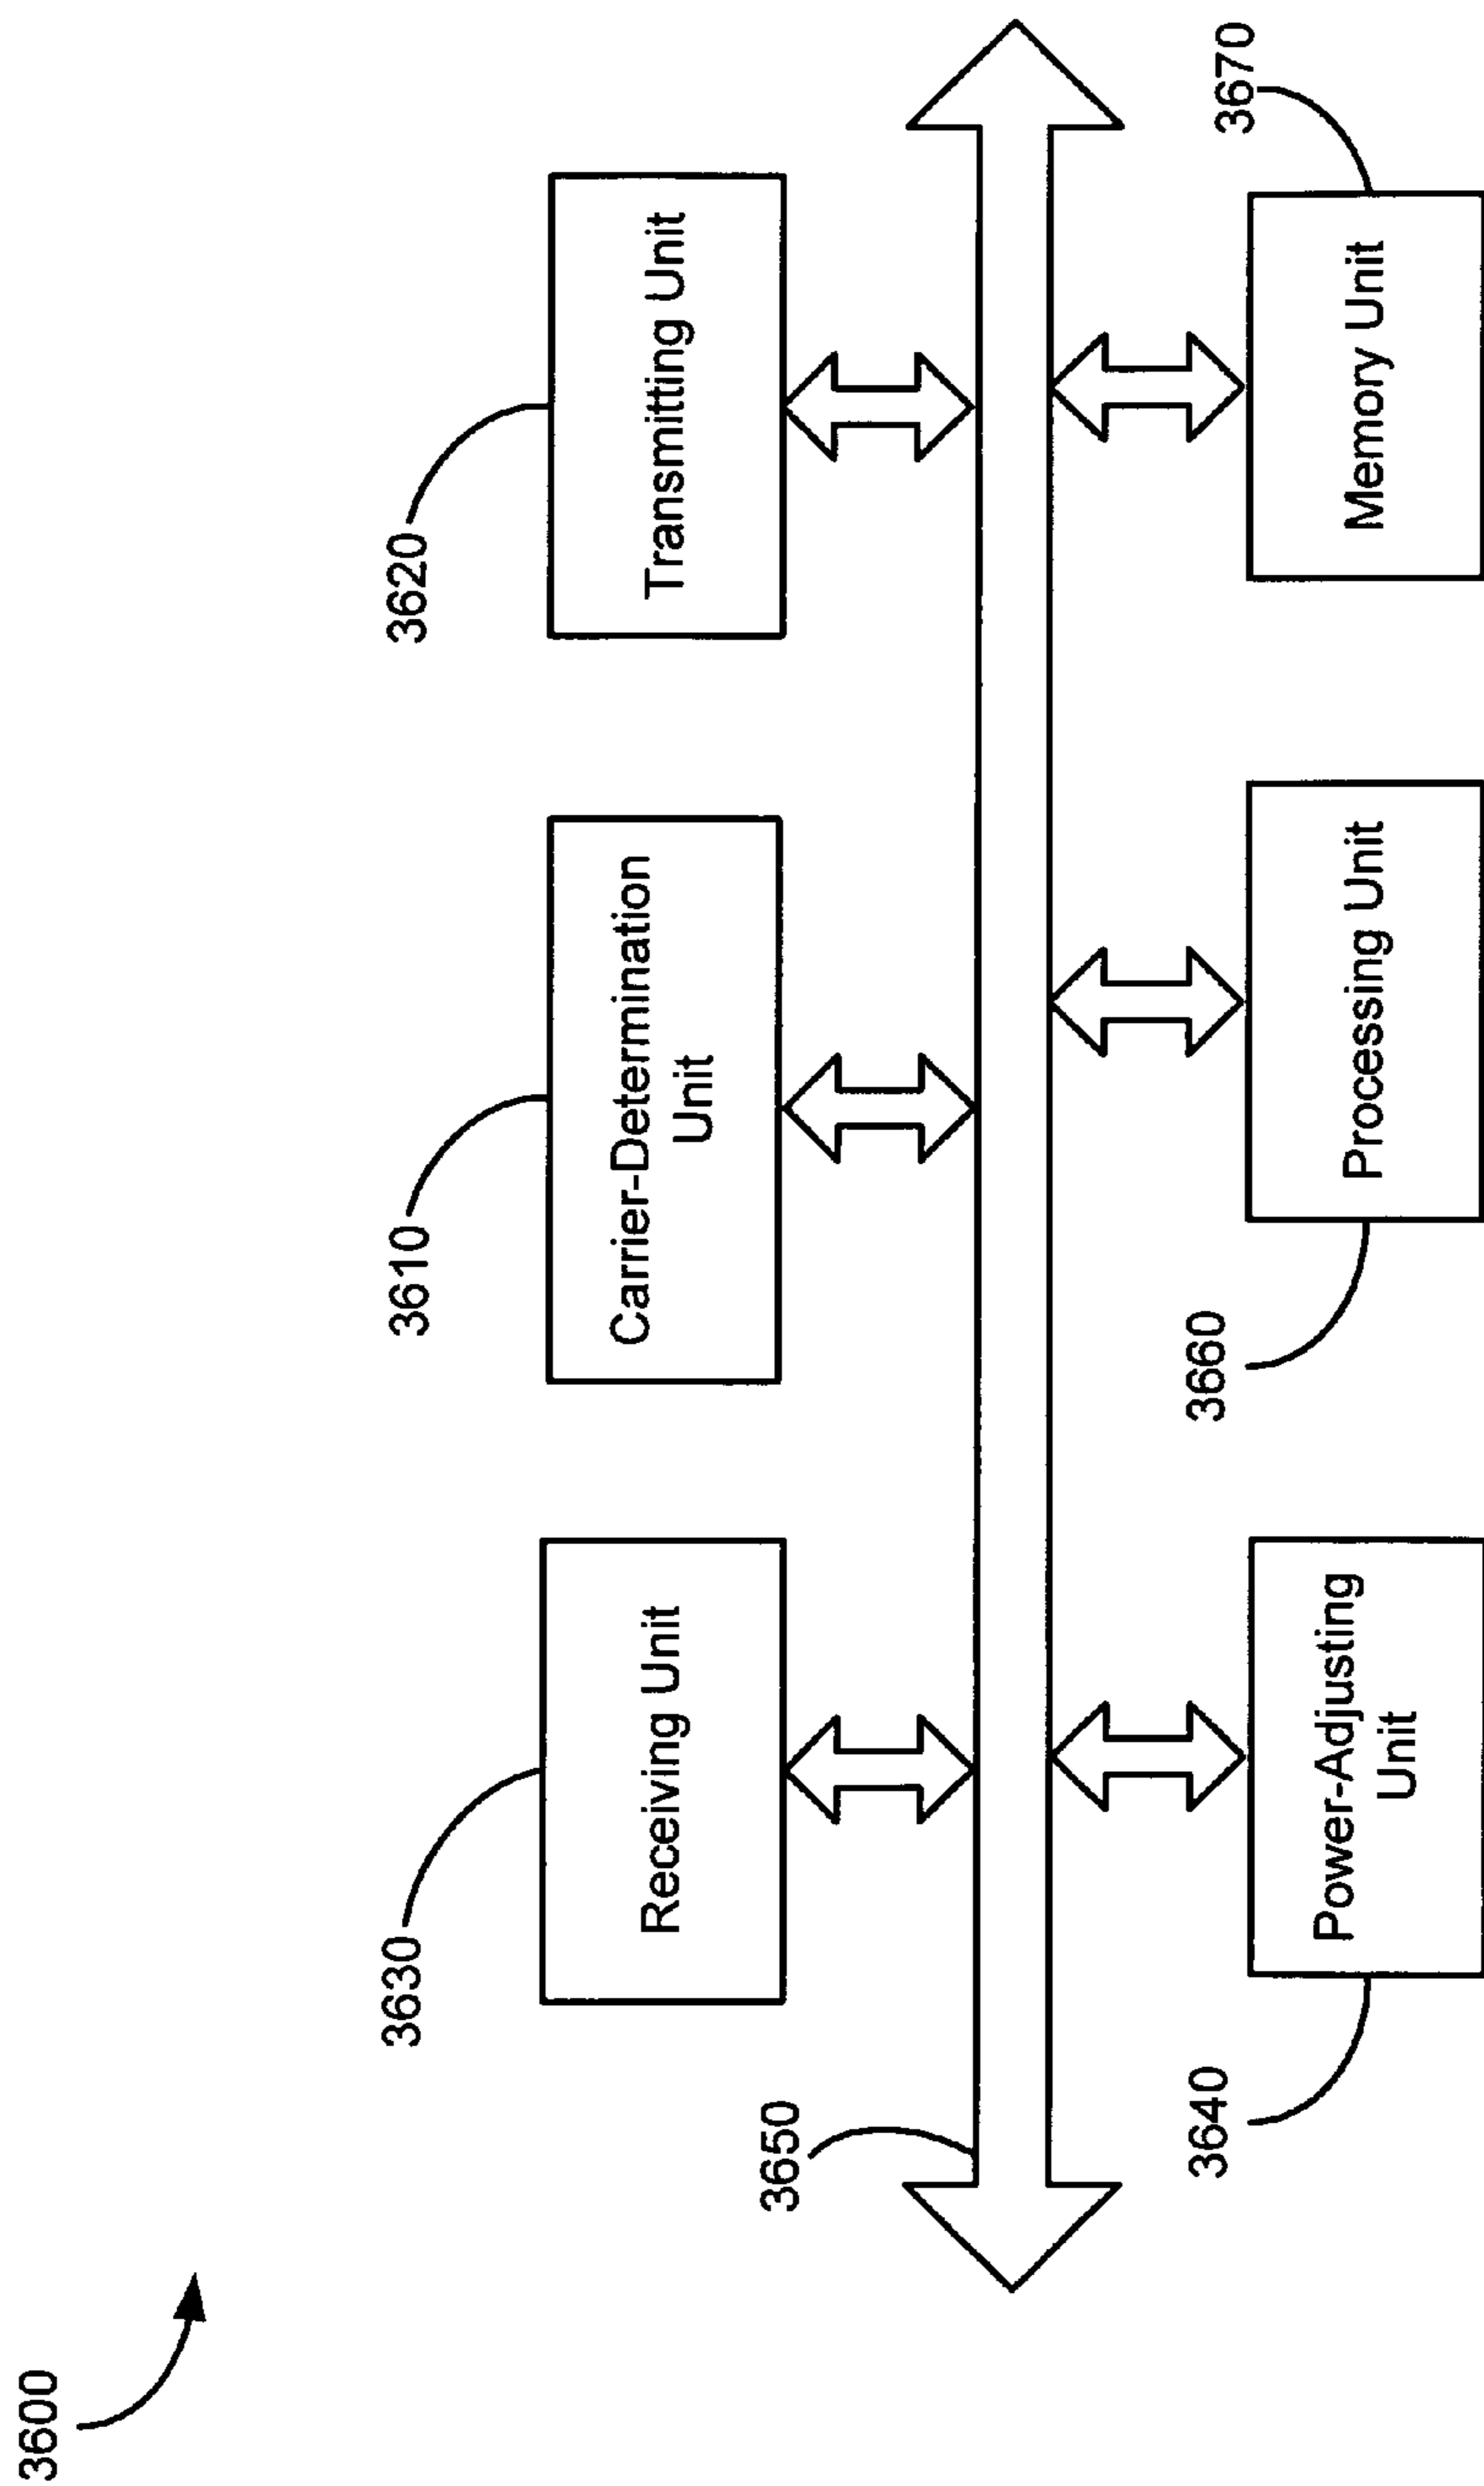 3600
3630
Receiving Unit
3610
Carrier-Determination
Unit
3620
Transmitting Unit
3650
3640
Power-Adjusting
Unit
3660
Processing Unit
3670
Memory Unit